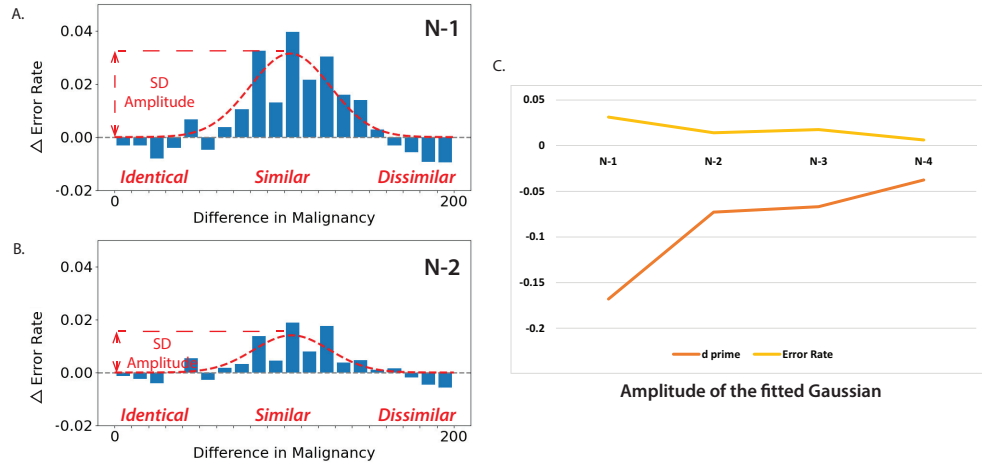 A.
N-1
0.04
0.02
0.00
-0.02
Δ Error Rate
SD
Amplitude
Identical
Similar
Dissimilar
0
200
Difference in Malignancy
B.
N-2
0.04
0.02
0.00
-0.02
Δ Error Rate
SD
Amplitude
Identical
Similar
Dissimilar
0
200
Difference in Malignancy
C.
0.05
0
-0.05
-0.1
-0.15
-0.2
N-1 N-2 N-3 N-4
d prime Error Rate
Amplitude of the fitted Gaussian